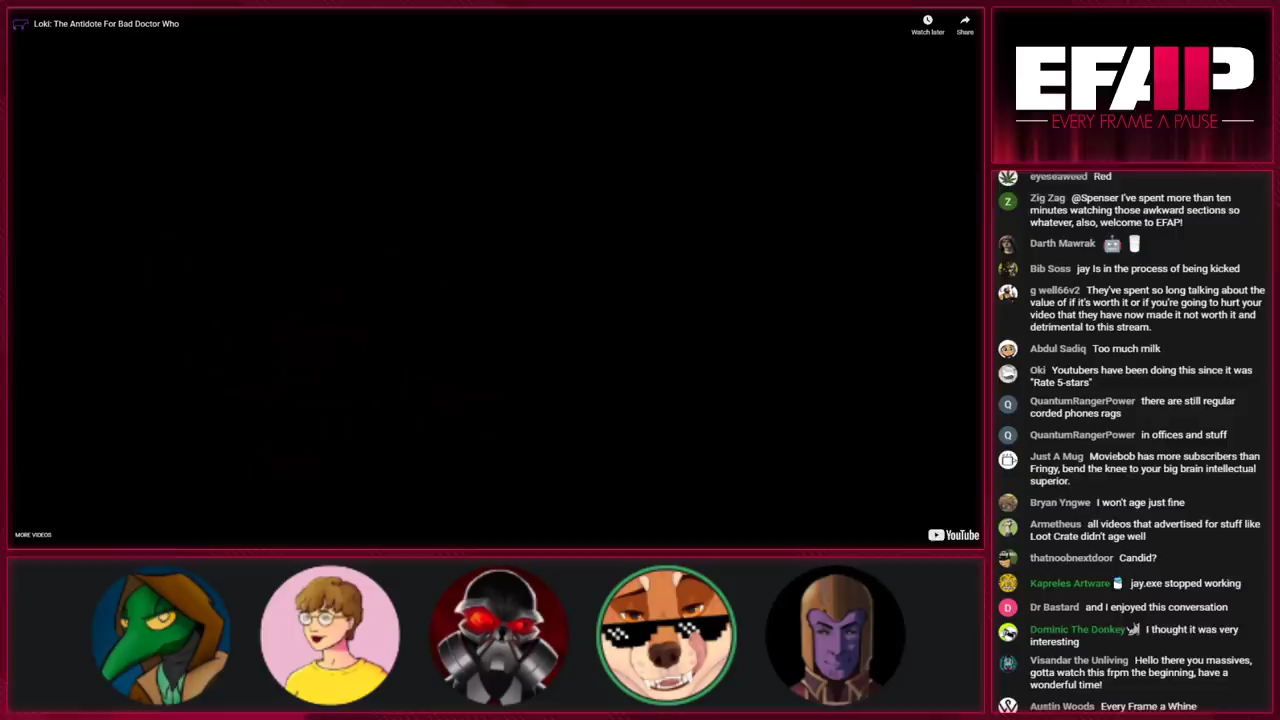 Loki: The Antidote For Bad Doctor Who
Watch later
Share
MORE VIDEOS
YouTube
EFAP
EVERY FRAME A PAUSE
eyeseaweed Red
Zig Zag @Spenser I've spent more than ten
minutes watching those awkward sections so
whatever, also, welcome to EFAP!
Darth Mawrak
Bib Soss jay Is in the process of being kicked
g well66v2 They've spent so long talking about the
value of if it's worth it or if you're going to hurt your
video that they have now made it not worth it and
detrimental to this stream.
Abdul Sadiq Too much milk
Oki Youtubers have been doing this since it was
"Rate 5-stars"
Q
QuantumRangerPower there are still regular
corded phones rags
Q
QuantumRangerPower in offices and stuff
Just A Mug Moviebob has more subscribers than
Fringy, bend the knee to your big brain intellectual
superior.
Bryan Yngwe I won't age just fine
Armetheus all videos that advertised for stuff like
Loot Crate didn't age well
thatnoobnextdoor Candid?
Kapreles Artware jay.exe stopped working
D
Dr Bastard and I enjoyed this conversation
Dominic The Donkey I thought it was very
interesting
Visandar the Unliving Hello there you massives,
gotta watch this frpm the beginning, have a
wonderful time!
Austin Woods Every Frame a Whine